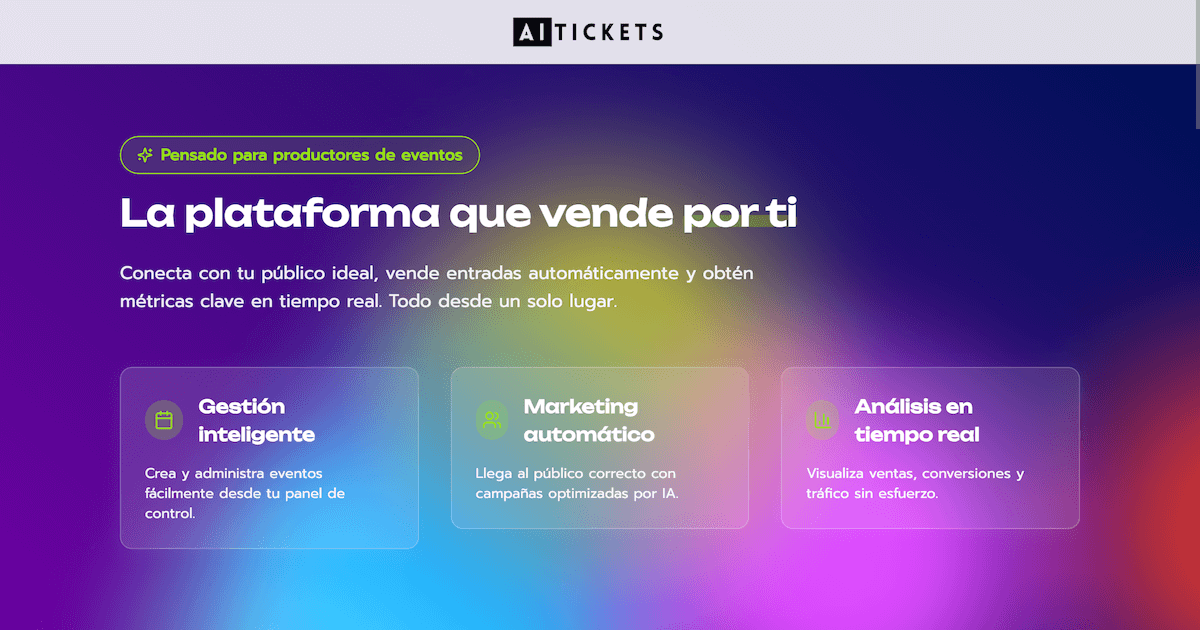 AITICKETS
Pensado para productores de eventos
La plataforma que vende por ti
Conecta con tu público ideal, vende entradas automáticamente y obtén
métricas clave en tiempo real. Todo desde un solo lugar.
Gestión
inteligente
Crea y administra eventos
fácilmente desde tu panel de
control.
Marketing
automático
Llega al público correcto con
campañas optimizadas por IA.
Análisis en
tiempo real
Visualiza ventas, conversiones y
tráfico sin esfuerzo.